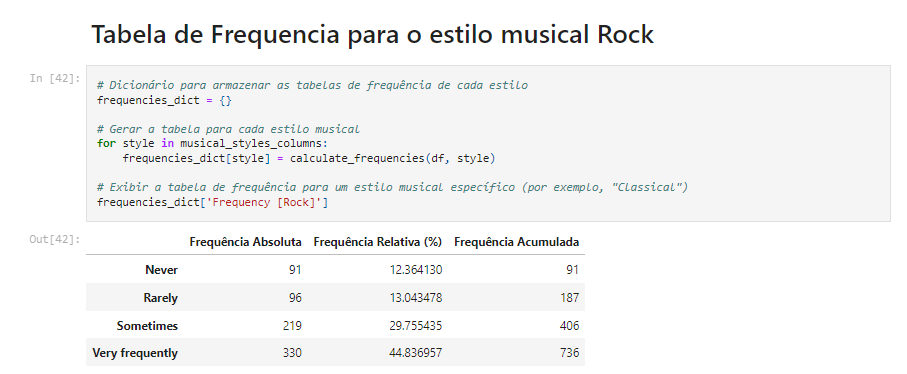 Tabela de Frequencia para o estilo musical Rock
In [42]:
# Dicionário para armazenar as tabelas de frequência de cada estilo
frequencies_dict = {}
# Gerar a tabela para cada estilo musical
for style in musical_styles_columns:
    frequencies_dict[style] = calculate_frequencies(df, style)
# Exibir a tabela de frequência para um estilo musical específico (por exemplo, "Classical")
frequencies_dict['Frequency [Rock]']
Out[42]:
Frequência Absoluta Frequência Relativa (%) Frequência Acumulada
Never 91 12.364130 91
Rarely 96 13.043478 187
Sometimes 219 29.755435 406
Very frequently 330 44.836957 736